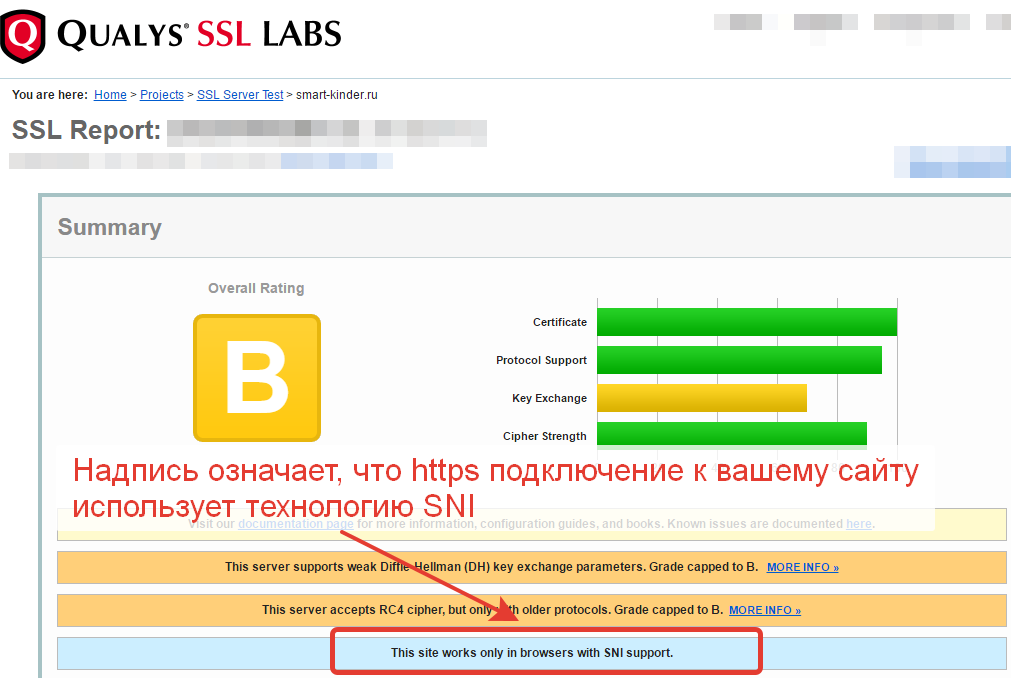 QUALYS® SSL LABS
You are here: Home > Projects > SSL Server Test > smart-kinder.ru
SSL Report:
Summary
Overall Rating
B
Certificate
Protocol Support
Key Exchange
Cipher Strength
Надпись означает, что https подключение к вашему сайту
использует технологию SNI
Visit our documentation page for more information, configuration guides, and books. Known issues are documented here.
This server supports weak Diffie-Hellman (DH) key exchange parameters. Grade capped to B. MORE INFO »
This server accepts RC4 cipher, but only with older protocols. Grade capped to B. MORE INFO »
This site works only in browsers with SNI support.